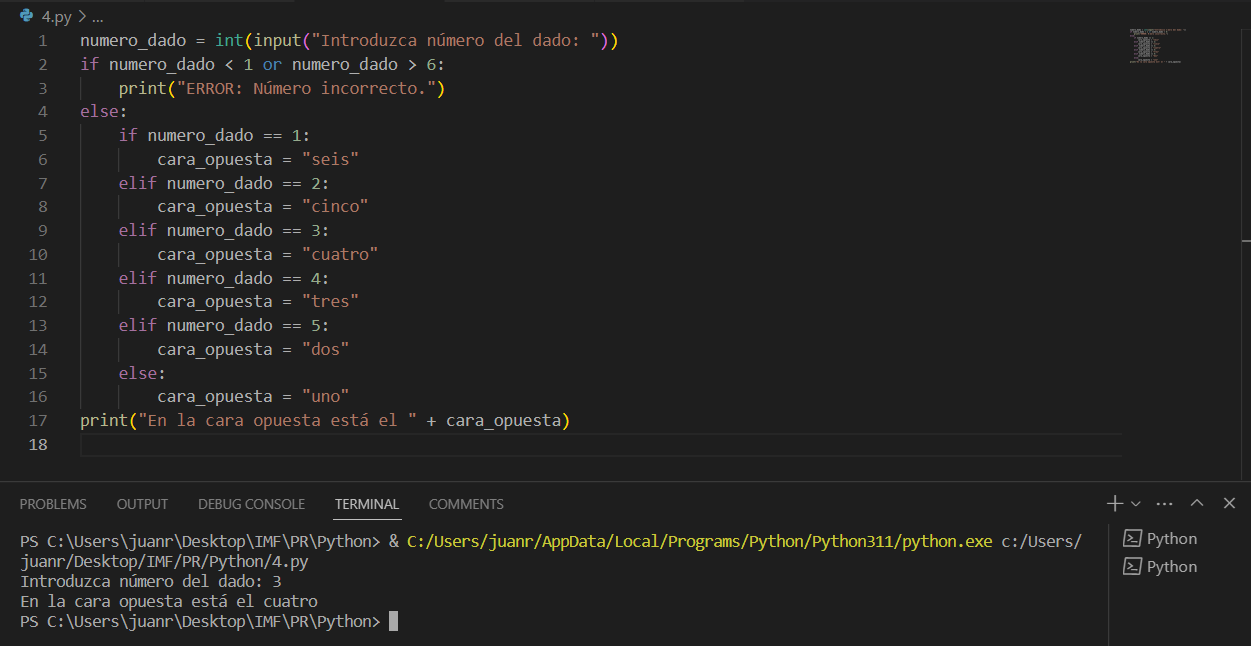 4.py > ...
1 numero_dado = int(input("Introduzca número del dado: "))
2 if numero_dado < 1 or numero_dado > 6:
3     print("ERROR: Número incorrecto.")
4 else:
5     if numero_dado == 1:
6         cara_opuesta = "seis"
7     elif numero_dado == 2:
8         cara_opuesta = "cinco"
9     elif numero_dado == 3:
10         cara_opuesta = "cuatro"
11     elif numero_dado == 4:
12         cara_opuesta = "tres"
13     elif numero_dado == 5:
14         cara_opuesta = "dos"
15     else:
16         cara_opuesta = "uno"
17 print("En la cara opuesta está el " + cara_opuesta)
18
PROBLEMS OUTPUT DEBUG CONSOLE TERMINAL COMMENTS
PS C:\Users\juanr\Desktop\IMF\PR\Python> & C:/Users/juanr/AppData/Local/Programs/Python/Python311/python.exe c:/Users/
juanr/Desktop/IMF/PR/Python/4.py
Introduzca número del dado: 3
En la cara opuesta está el cuatro
PS C:\Users\juanr\Desktop\IMF\PR\Python>
Python
Python